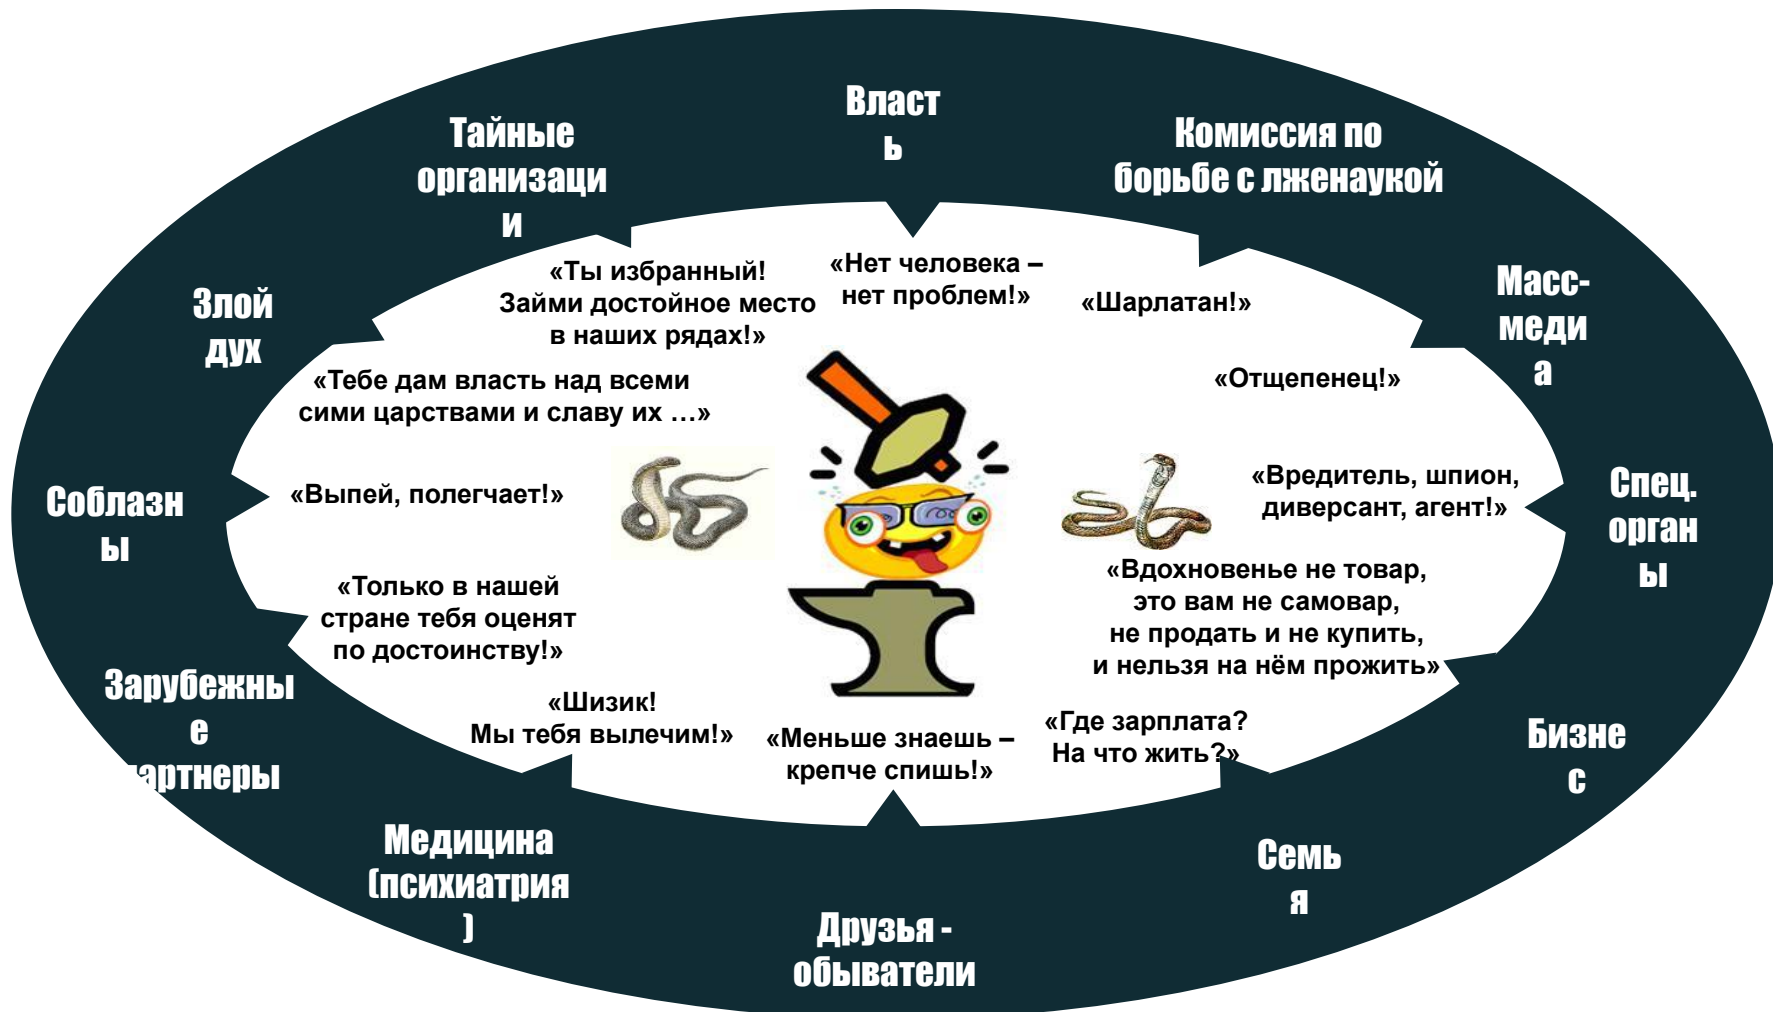 Власт
ь
Комиссия по
борьбе с лженаукой
Масс-
меди
а
Спец.
орган
ы
Бизне
с
Семь
я
Друзья -
обыватели
Медицина
(психиатрия
)
Зарубежны
е
артнеры
Соблазн
ы
Злой
дух
Тайные
организаци
и
«Нет человека –
нет проблем!»
«Шарлатан!»
«Отщепенец!»
«Вредитель, шпион,
диверсант, агент!»
«Вдохновенье не товар,
это вам не самовар,
не продать и не купить,
и нельзя на нём прожить»
«Где зарплата?
На что жить?»
«Меньше знаешь –
крепче спишь!»
«Шизик!
Мы тебя вылечим!»
«Только в нашей
стране тебя оценят
по достоинству!»
«Выпей, полегчает!»
«Тебе дам власть над всеми
сими царствами и славу их …»
«Ты избранный!
Займи достойное место
в наших рядах!»